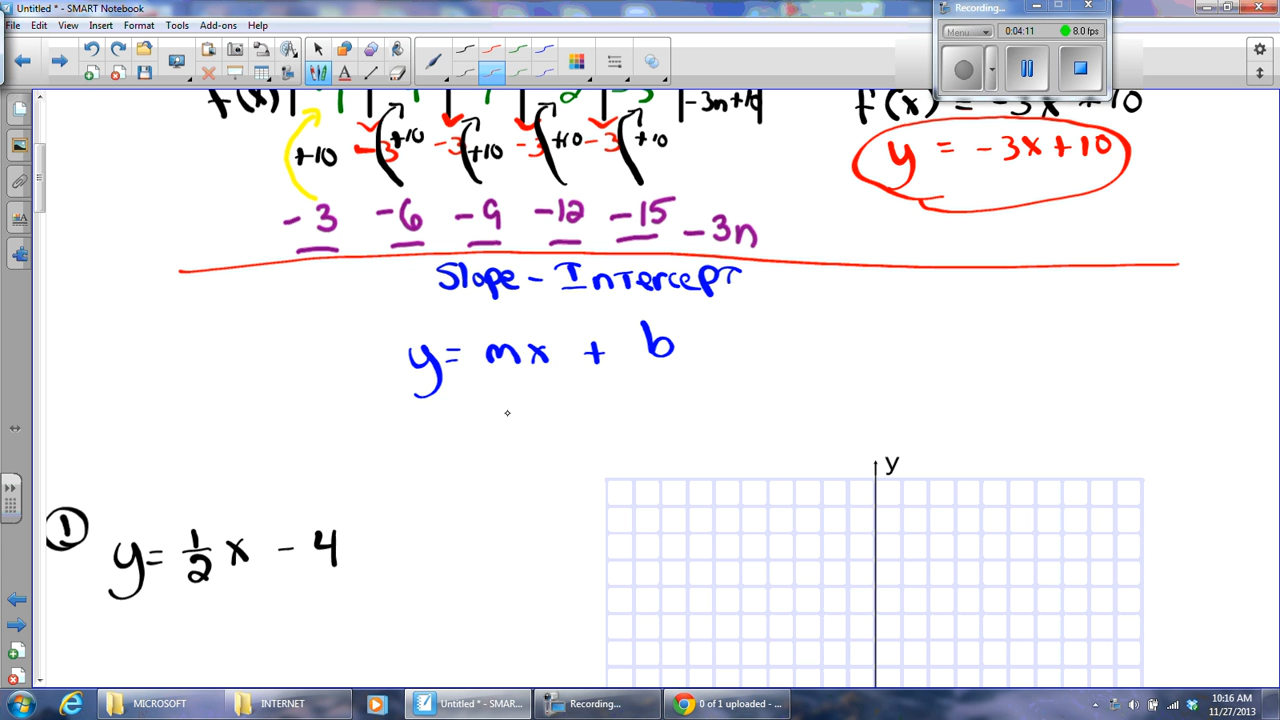 Untitled * - SMART Notebook
Recording...
File Edit View Insert Format Tools Add-ons Help
Menu 0:04:11 8.0 fps
f(x) -3n+10 f(x) = -3x+10
+10 +10 +10 +10 +10
-3 -3 -3 -3
y = -3x+10
-3 -6 -9 -12 -15 -3n
Slope-Intercept
y= mx + b
y
① y= 1/2 x - 4
MICROSOFT INTERNET Untitled * - SMAR... Recording... 0 of 1 uploaded - ...
10:16 AM
11/27/2013